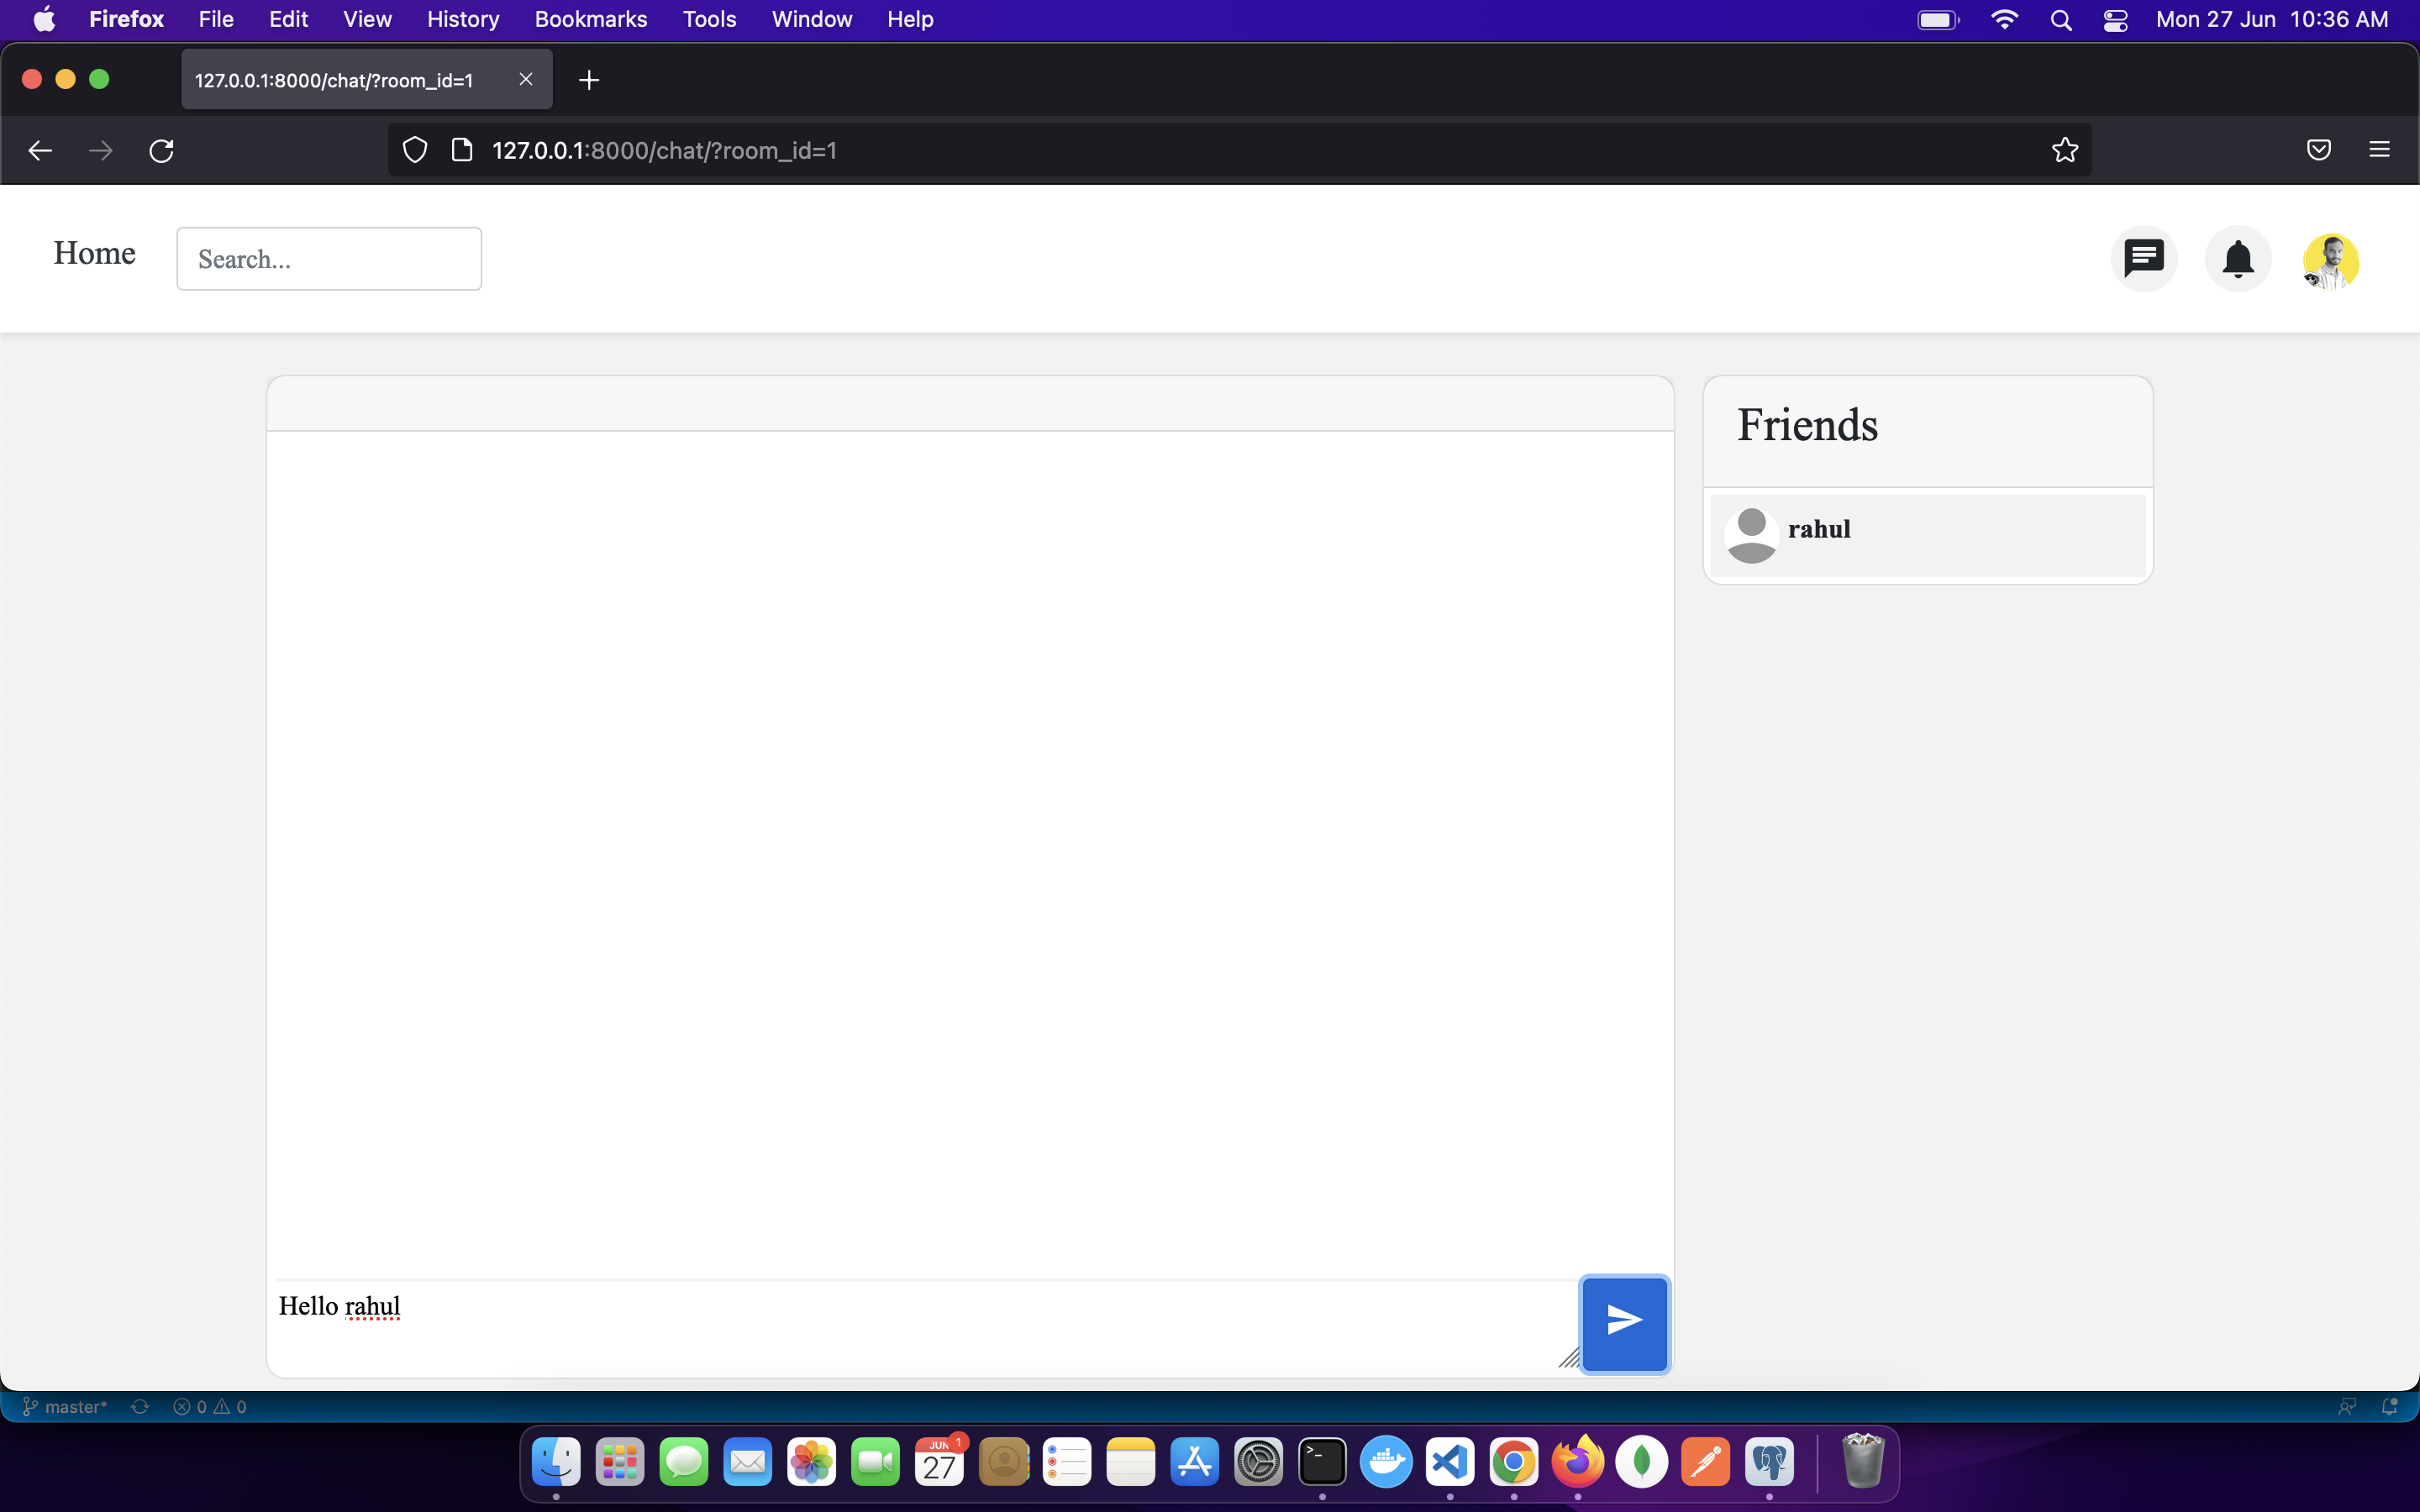 Firefox File Edit View History Bookmarks Tools Window Help Mon 27 Jun 10:36 AM
127.0.0.1:8000/chat/?room_id=1
127.0.0.1:8000/chat/?room_id=1
Home Search...
Friends
rahul
Hello rahul
master* 0 0
JUN 1
27
>_